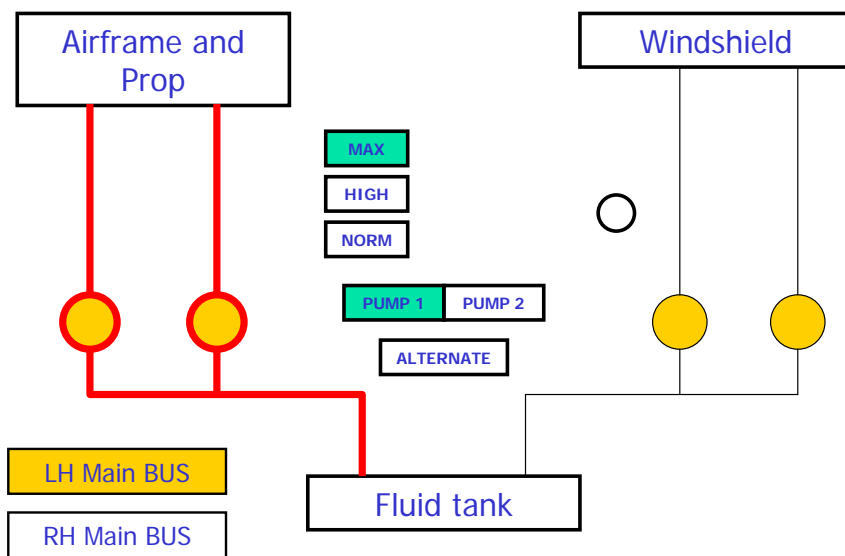 Airframe and
Prop
Windshield
MAX
HIGH
NORM
PUMP 1
PUMP 2
ALTERNATE
LH Main BUS
Fluid tank
RH Main BUS